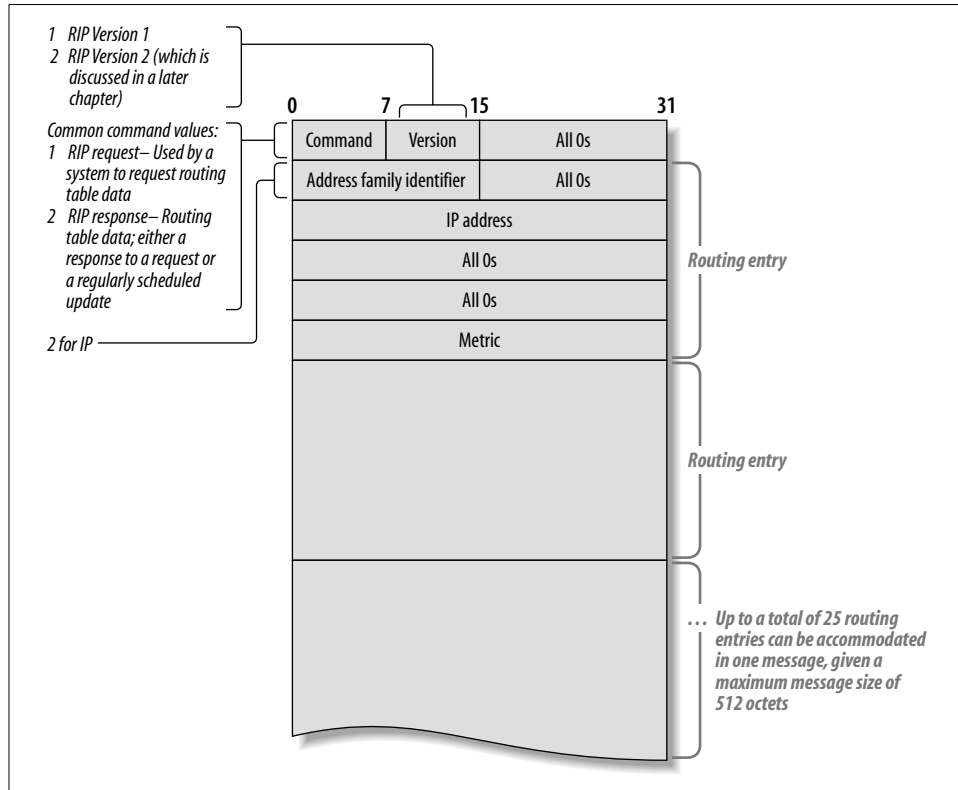 1 RIP Version 1
2 RIP Version 2 (which is
discussed in a later
chapter)
0 7 15 31
Common command values:
1 RIP request– Used by a
system to request routing
table data
2 RIP response– Routing
table data; either a
response to a request or
a regularly scheduled
update
2 for IP
Command Version All 0s
Address family identifier All 0s
IP address
All 0s
All 0s
Metric
Routing entry
Routing entry
... Up to a total of 25 routing
entries can be accommodated
in one message, given a
maximum message size of
512 octets